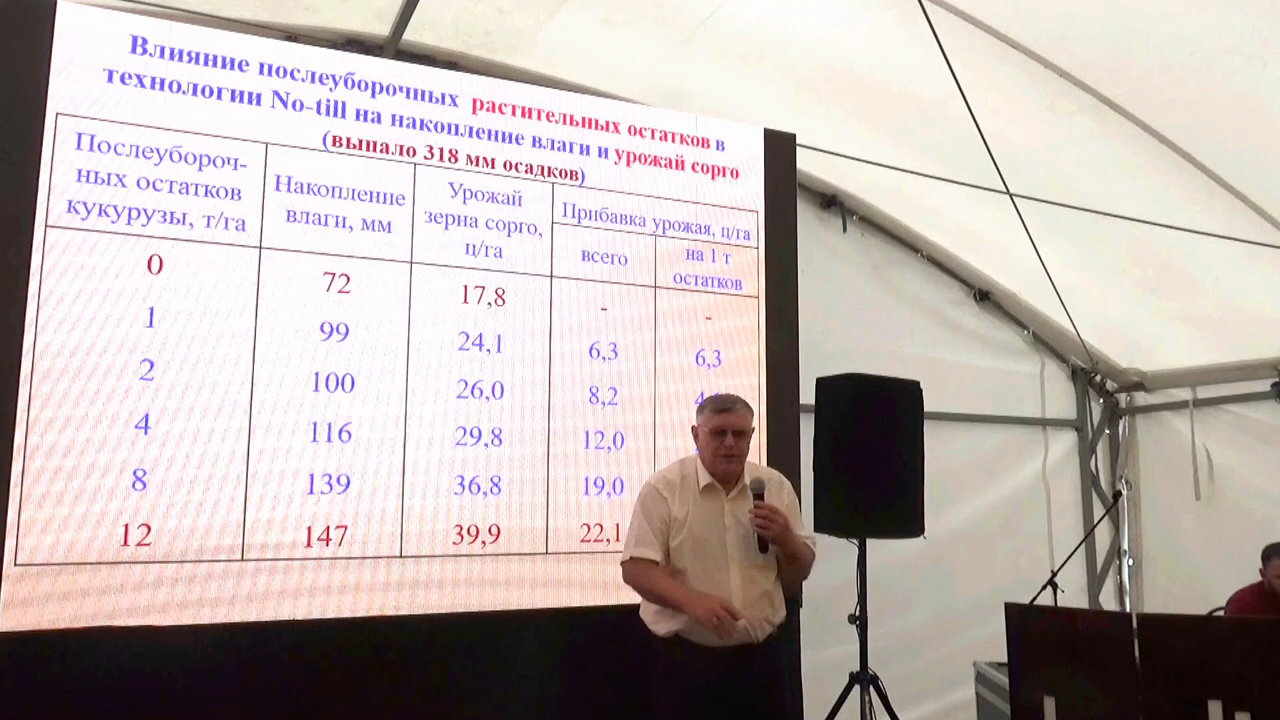 Влияние послеуборочных растительных остатков в
технологии No-till на накопление влаги и урожай сорго
(выпало 318 мм осадков)
Послеубороч-
ных остатков
кукурузы, т/га
Накопление
влаги, мм
Урожай
зерна сорго,
ц/га
Прибавка урожая, ц/га
всего
на 1 т
остатков
0 72 17,8 - -
1 99 24,1 6,3 6,3
2 100 26,0 8,2
4 116 29,8 12,0
8 139 36,8 19,0
12 147 39,9 22,1